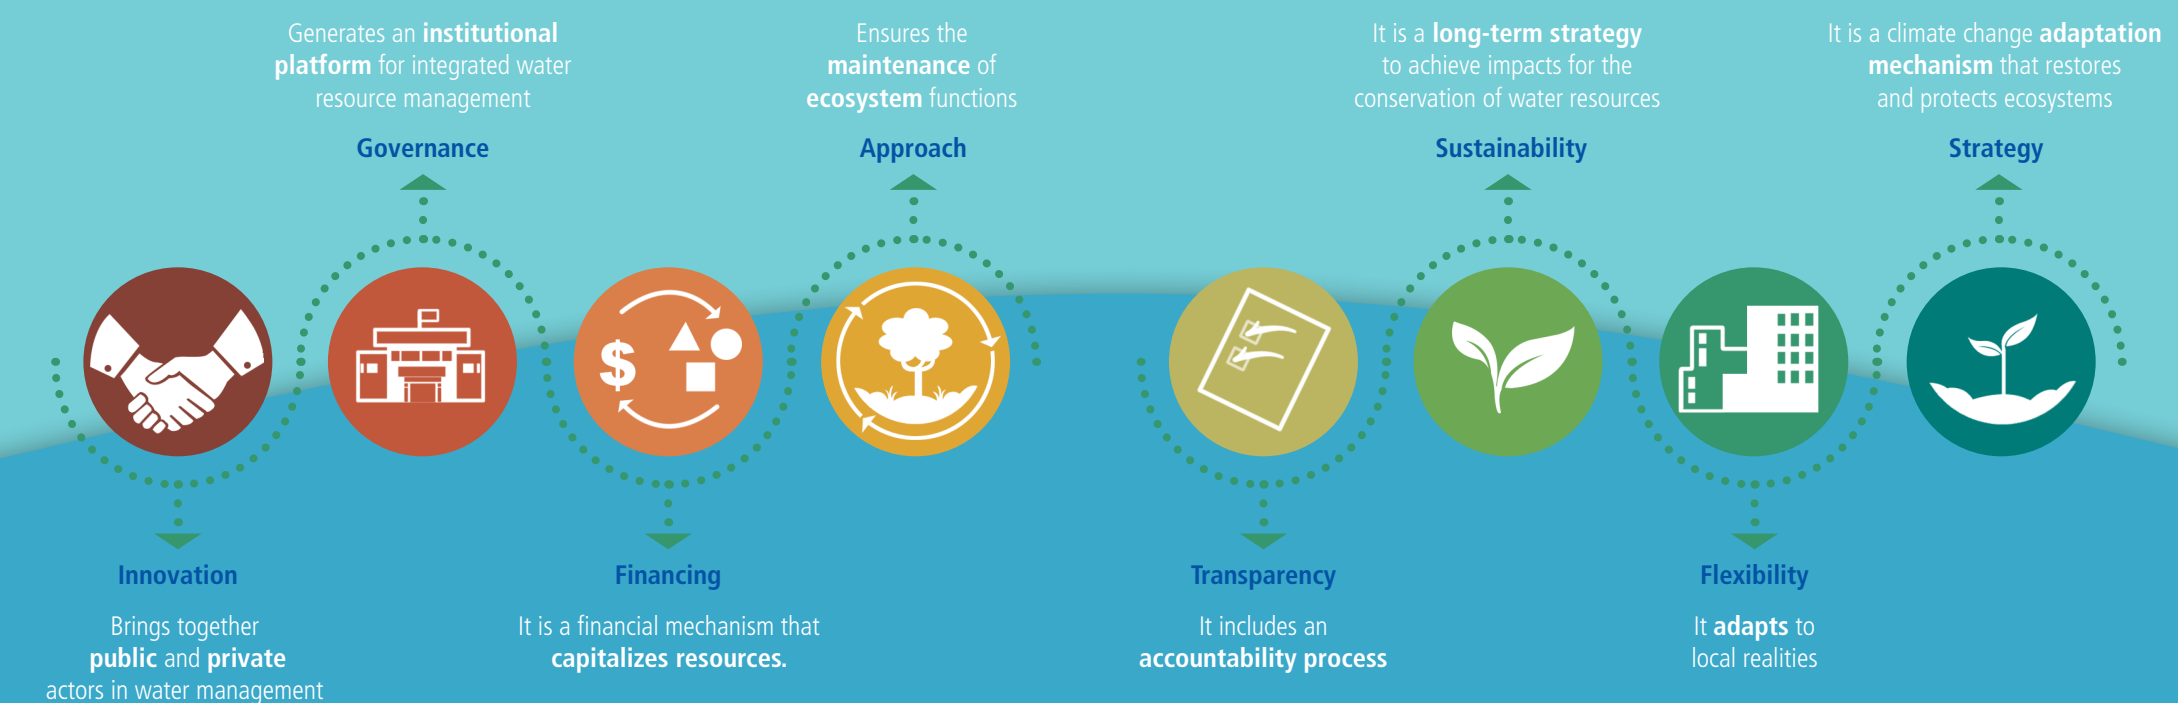 Generates an institutional
platform for integrated water
resource management
Governance
Ensures the
maintenance of
ecosystem functions
Approach
It is a long-term strategy
to achieve impacts for the
conservation of water resources
Sustainability
It is a climate change adaptation
mechanism that restores
and protects ecosystems
Strategy
$
Innovation
Brings together
public and private
actors in water management
Financing
It is a financial mechanism that
capitalizes resources.
Transparency
It includes an
accountability process
Flexibility
It adapts to
local realities